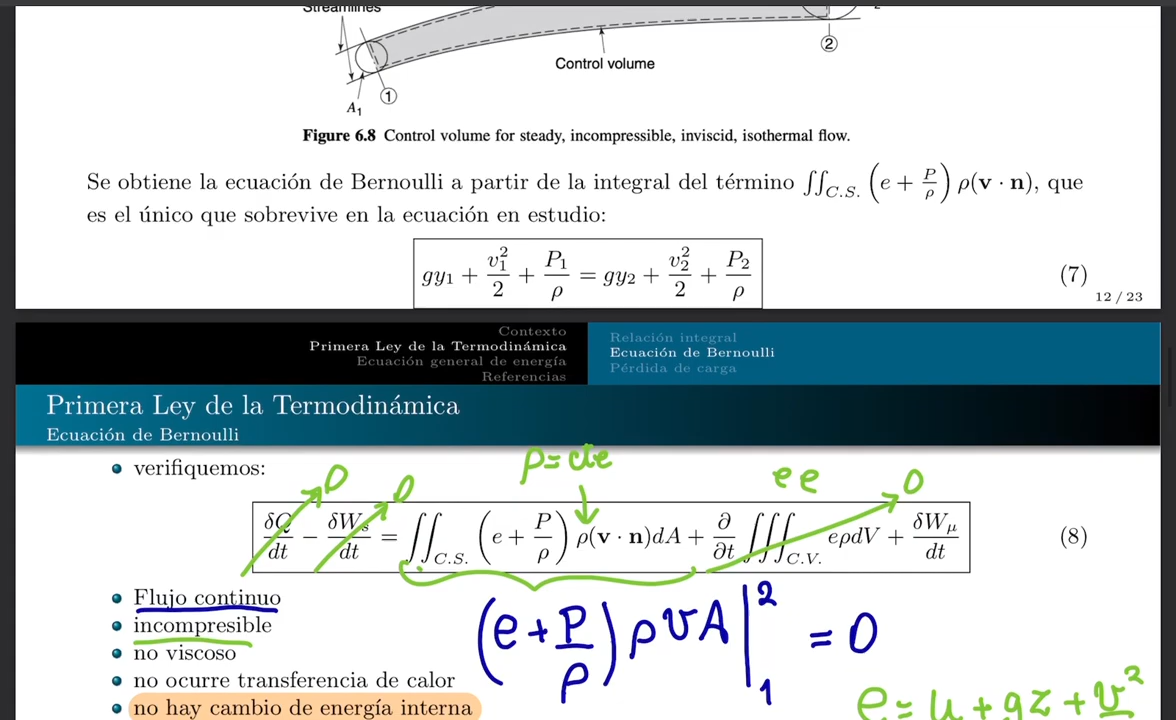 Streamlines
2
②
Control volume
①
A₁
Figure 6.8 Control volume for steady, incompressible, inviscid, isothermal flow.
Se obtiene la ecuación de Bernoulli a partir de la integral del término ∬_{C.S.} (e + P/ρ) ρ(v · n), que
es el único que sobrevive en la ecuación en estudio:
gy₁ + v₁²/2 + P₁/ρ = gy₂ + v₂²/2 + P₂/ρ (7)
12 / 23
Contexto
Primera Ley de la Termodinámica
Ecuación general de energía
Referencias
Relación integral
Ecuación de Bernoulli
Pérdida de carga
Primera Ley de la Termodinámica
Ecuación de Bernoulli
verifiquemos:
0 0 ρ=cte ee 0
δQ/dt − δWₛ/dt = ∬_{C.S.} (e + P/ρ) ρ(v · n)dA + ∂/∂t ∭_{C.V.} eρdV + δW_μ/dt (8)
Flujo continuo
incompresible
no viscoso
no ocurre transferencia de calor
no hay cambio de energía interna
(e + P/ρ) ρvA |₁² = 0
e = u + gz + v²